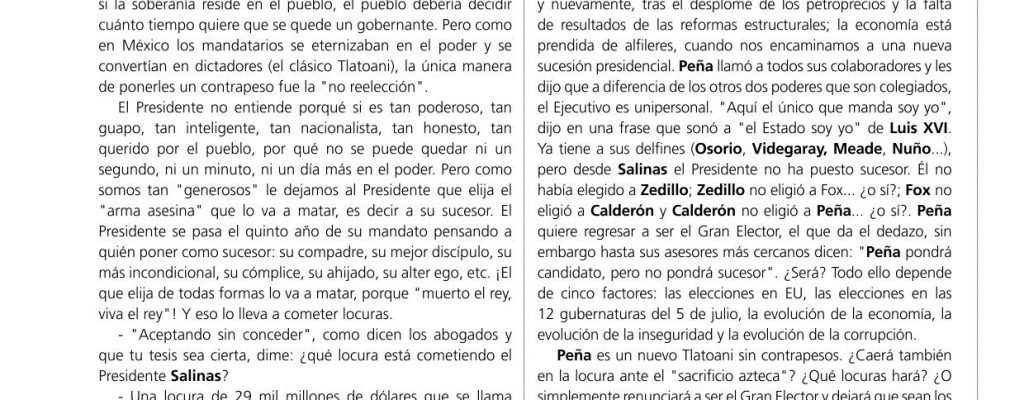 si la soberanía reside en el pueblo, el pueblo debería decidir
cuánto tiempo quiere que se quede un gobernante. Pero como
en México los mandatarios se eternizaban en el poder y se
convertían en dictadores (el clásico Tlatoani), la única manera
de ponerles un contrapeso fue la "no reelección".
El Presidente no entiende porqué si es tan poderoso, tan
guapo, tan inteligente, tan nacionalista, tan honesto, tan
querido por el pueblo, por qué no se puede quedar ni un
segundo, ni un minuto, ni un día más en el poder. Pero como
somos tan "generosos" le dejamos al Presidente que elija el
"arma asesina" que lo va a matar, es decir a su sucesor. El
Presidente se pasa el quinto año de su mandato pensando a
quién poner como sucesor: su compadre, su mejor discípulo, su
más incondicional, su cómplice, su ahijado, su alter ego, etc. ¡El
que elija de todas formas lo va a matar, porque "muerto el rey,
viva el rey"! Y eso lo lleva a cometer locuras.
- "Aceptando sin conceder", como dicen los abogados y
que tu tesis sea cierta, dime: ¿qué locura está cometiendo el
Presidente Salinas?
- Una locura de 29 mil millones de dólares que se llama
y nuevamente, tras el desplome de los petroprecios y la falta
de resultados de las reformas estructurales; la economía está
prendida de alfileres, cuando nos encaminamos a una nueva
sucesión presidencial. Peña llamó a todos sus colaboradores y les
dijo que a diferencia de los otros dos poderes que son colegiados,
el Ejecutivo es unipersonal. "Aquí el único que manda soy yo",
dijo en una frase que sonó a "el Estado soy yo" de Luis XVI.
Ya tiene a sus delfines (Osorio, Videgaray, Meade, Nuño...),
pero desde Salinas el Presidente no ha puesto sucesor. Él no
había elegido a Zedillo; Zedillo no eligió a Fox... ¿o sí?; Fox no
eligió a Calderón y Calderón no eligió a Peña... ¿o sí?. Peña
quiere regresar a ser el Gran Elector, el que da el dedazo, sin
embargo hasta sus asesores más cercanos dicen: "Peña pondrá
candidato, pero no pondrá sucesor". ¿Será? Todo ello depende
de cinco factores: las elecciones en EU, las elecciones en las
12 gubernaturas del 5 de julio, la evolución de la economía, la
evolución de la inseguridad y la evolución de la corrupción.
Peña es un nuevo Tlatoani sin contrapesos. ¿Caerá también
en la locura ante el "sacrificio azteca"? ¿Qué locuras hará? ¿O
simplemente renunciará a ser el Gran Elector y dejará que sean los